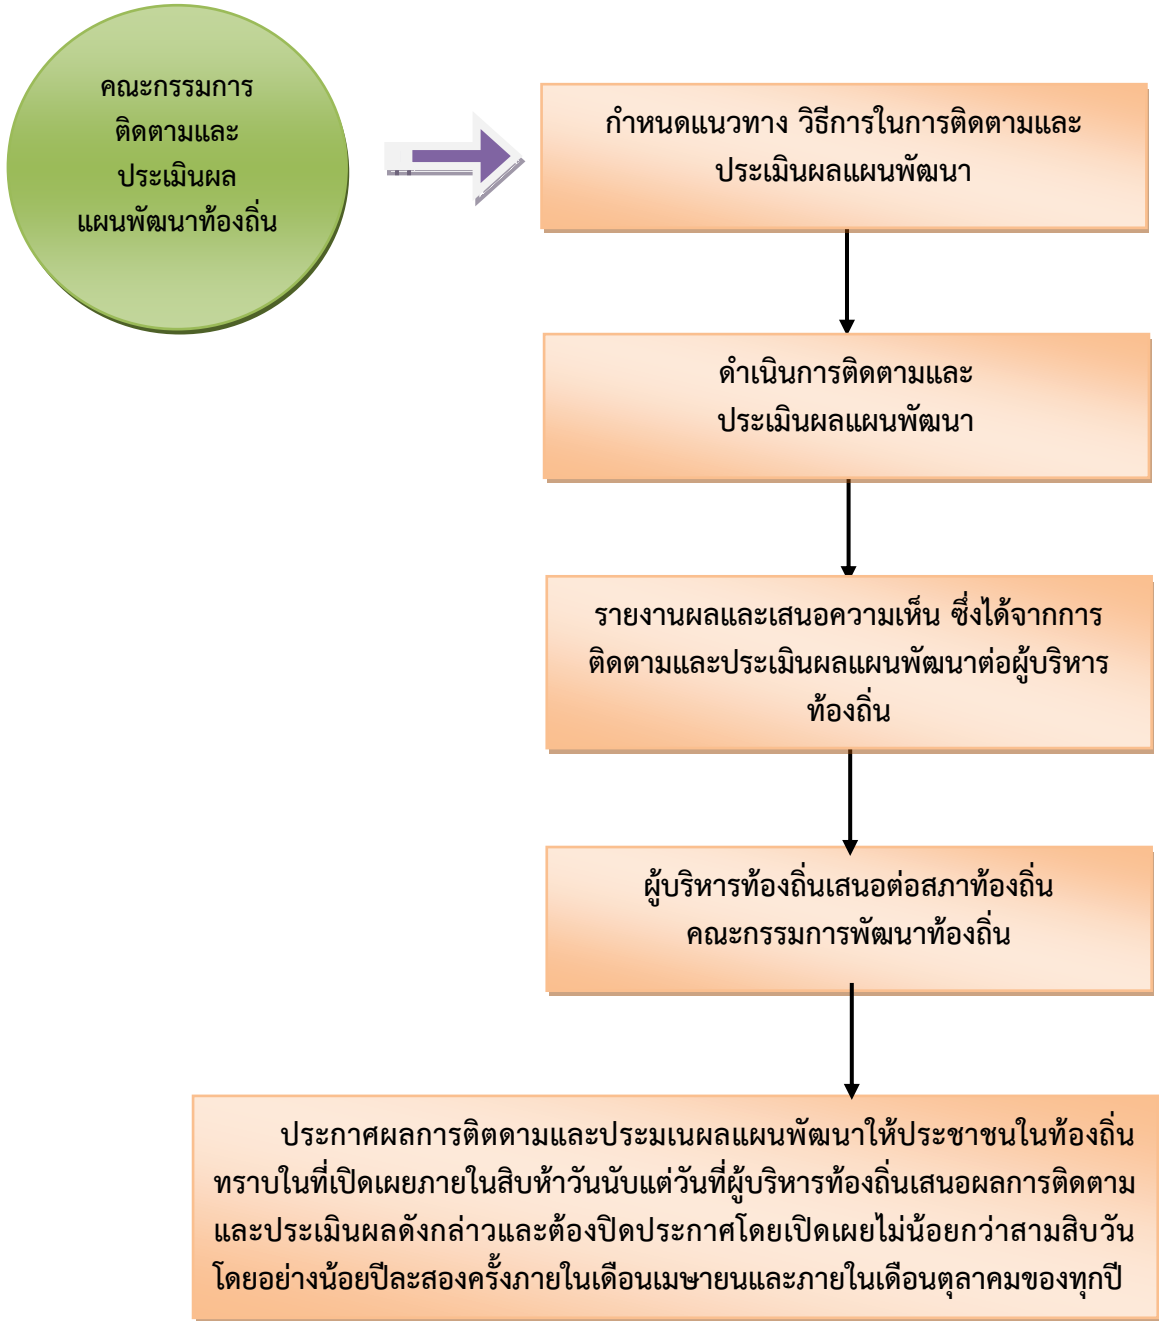 คณะกรรมการ
ติดตามและ
ประเมินผล
แผนพัฒนาท้องถิ่น
กำหนดแนวทาง วิธีการในการติดตามและ
ประเมินผลแผนพัฒนา
ดำเนินการติดตามและ
ประเมินผลแผนพัฒนา
รายงานผลและเสนอความเห็น ซึ่งได้จากการ
ติดตามและประเมินผลแผนพัฒนาต่อผู้บริหาร
ท้องถิ่น
ผู้บริหารท้องถิ่นเสนอต่อสภาท้องถิ่น
คณะกรรมการพัฒนาท้องถิ่น
ประกาศผลการติตดามและประมเนผลแผนพัฒนาให้ประชาชนในท้องถิ่น
ทราบในที่เปิดเผยภายในสิบห้าวันนับแต่วันที่ผู้บริหารท้องถิ่นเสนอผลการติดตาม
และประเมินผลดังกล่าวและต้องปิดประกาศโดยเปิดเผยไม่น้อยกว่าสามสิบวัน
โดยอย่างน้อยปีละสองครั้งภายในเดือนเมษายนและภายในเดือนตุลาคมของทุกปี